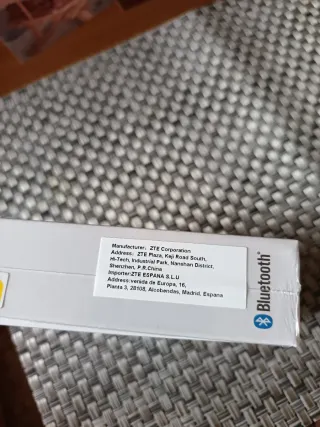 Manufacturer: ZTE Corporation
Address: ZTE Plaza, Keji Road South,
Hi-Tech, Industrial Park, Nanshan District,
Shenzhen, P.R.China
Importer:ZTE ESPANA S.L.U
Address:verada de Europa, 16,
Planta 3, 28108, Alcobendas, Madrid, Espana
Bluetooth®